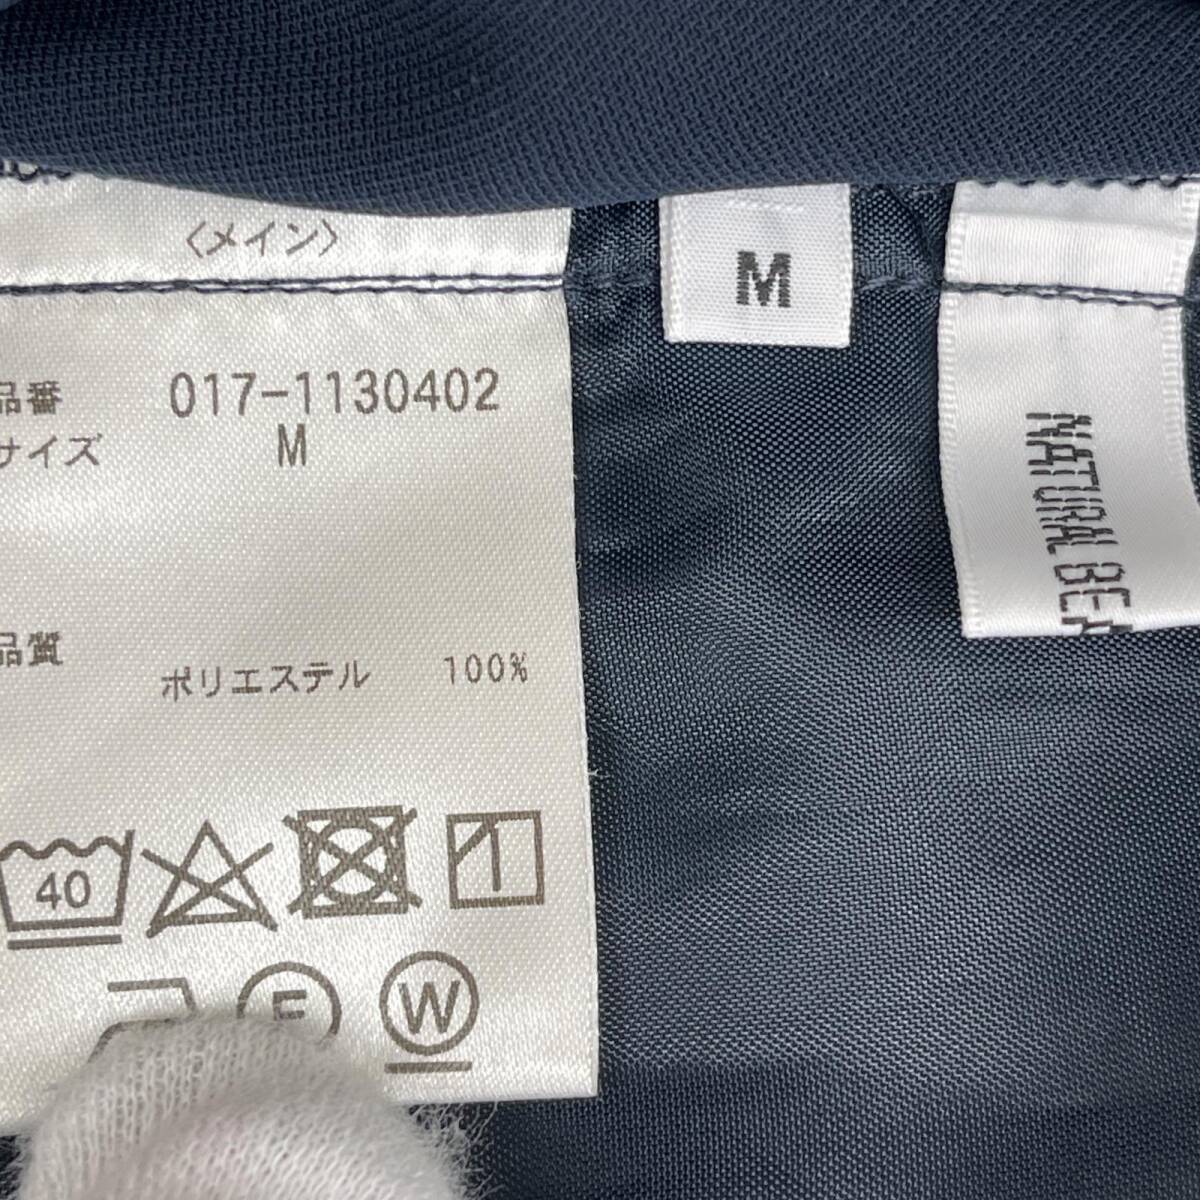 〈メイン〉
品番 017-1130402
サイズ M
品質
ポリエステル 100%
40
W
M
NATURAL